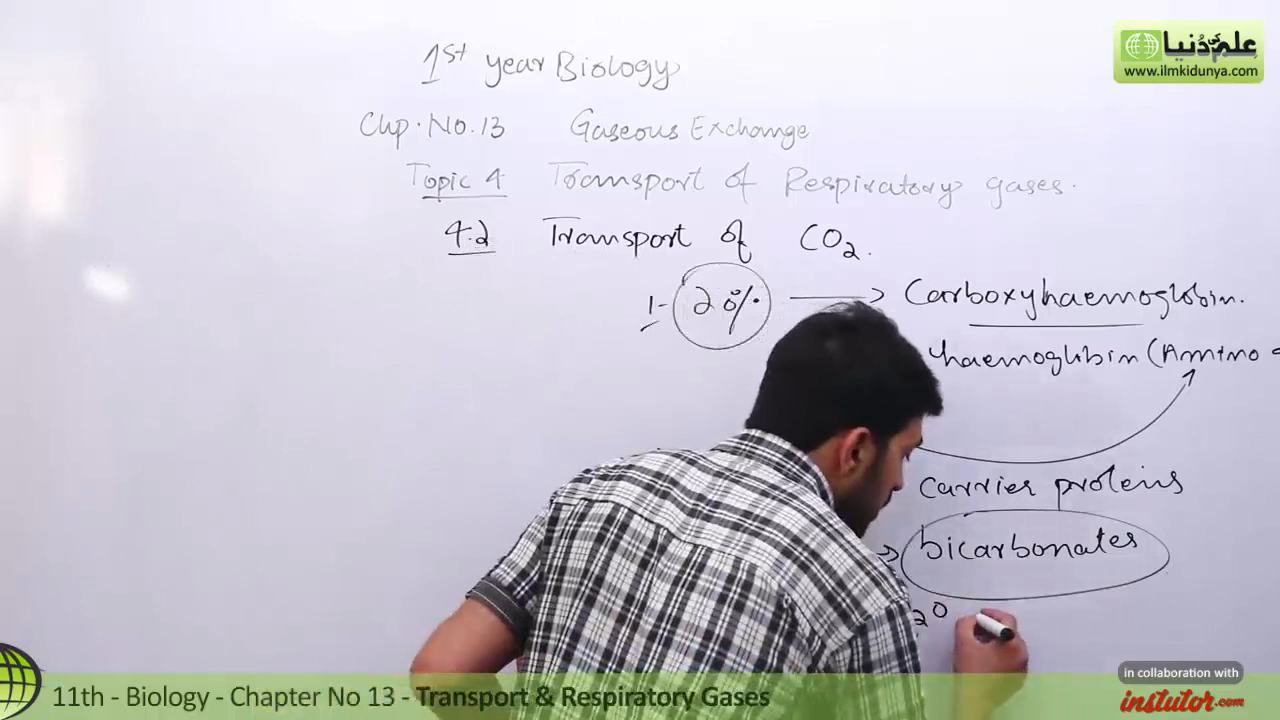 علم کی دُنیا
www.ilmkidunya.com
1st year Biology
Chp. No. 13 Gaseous Exchange
Topic 4 Transport of Respiratory gases.
4.2 Transport of CO2.
1- 20% → Carboxyhaemoglobin.
haemoglobin (Amino
carrier proteins
→ bicarbonates
2O
in collaboration with
instutor.com
11th - Biology - Chapter No 13 - Transport & Respiratory Gases